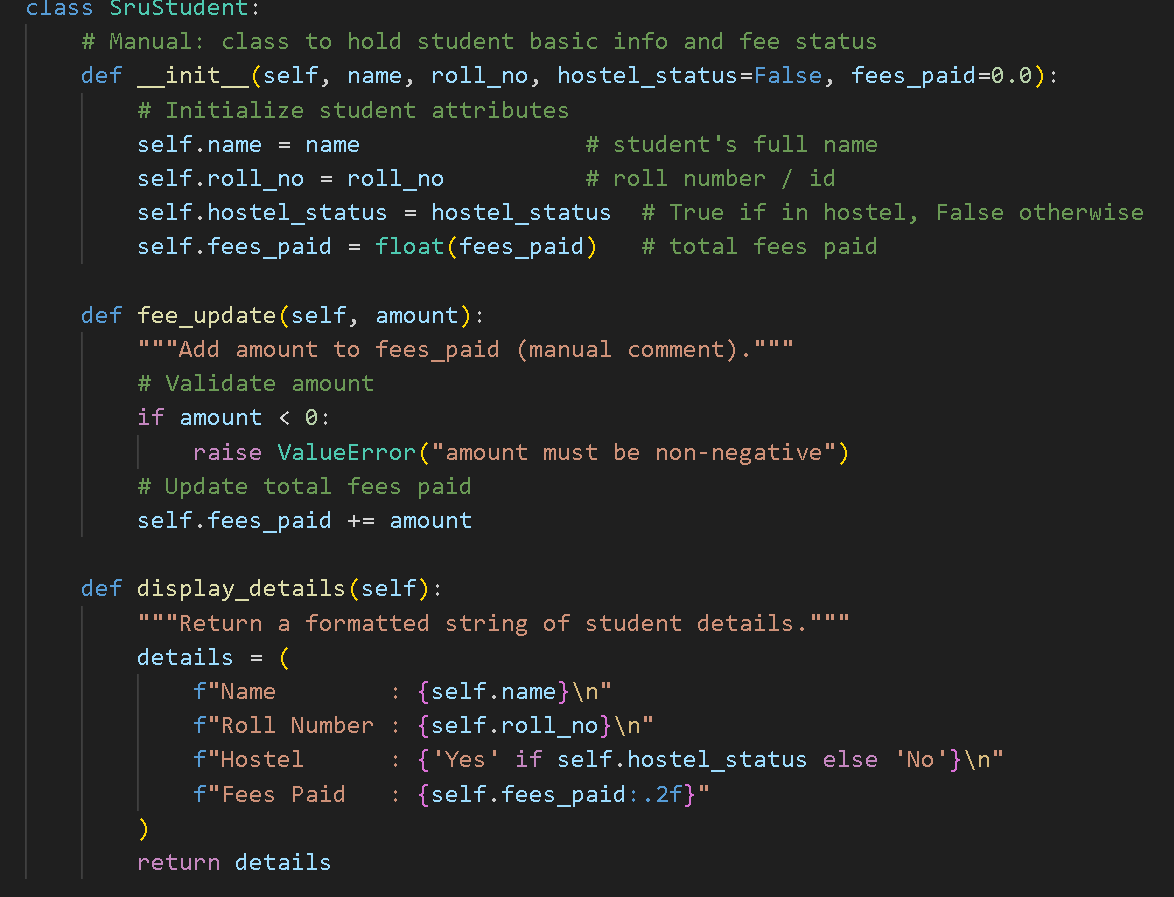 class SruStudent:
    # Manual: class to hold student basic info and fee status
    def __init__(self, name, roll_no, hostel_status=False, fees_paid=0.0):
        # Initialize student attributes
        self.name = name                # student's full name
        self.roll_no = roll_no          # roll number / id
        self.hostel_status = hostel_status  # True if in hostel, False otherwise
        self.fees_paid = float(fees_paid)   # total fees paid

    def fee_update(self, amount):
        """Add amount to fees_paid (manual comment)."""
        # Validate amount
        if amount < 0:
            raise ValueError("amount must be non-negative")
        # Update total fees paid
        self.fees_paid += amount

    def display_details(self):
        """Return a formatted string of student details."""
        details = (
            f"Name        : {self.name}\n"
            f"Roll Number : {self.roll_no}\n"
            f"Hostel      : {'Yes' if self.hostel_status else 'No'}\n"
            f"Fees Paid   : {self.fees_paid:.2f}"
        )
        return details